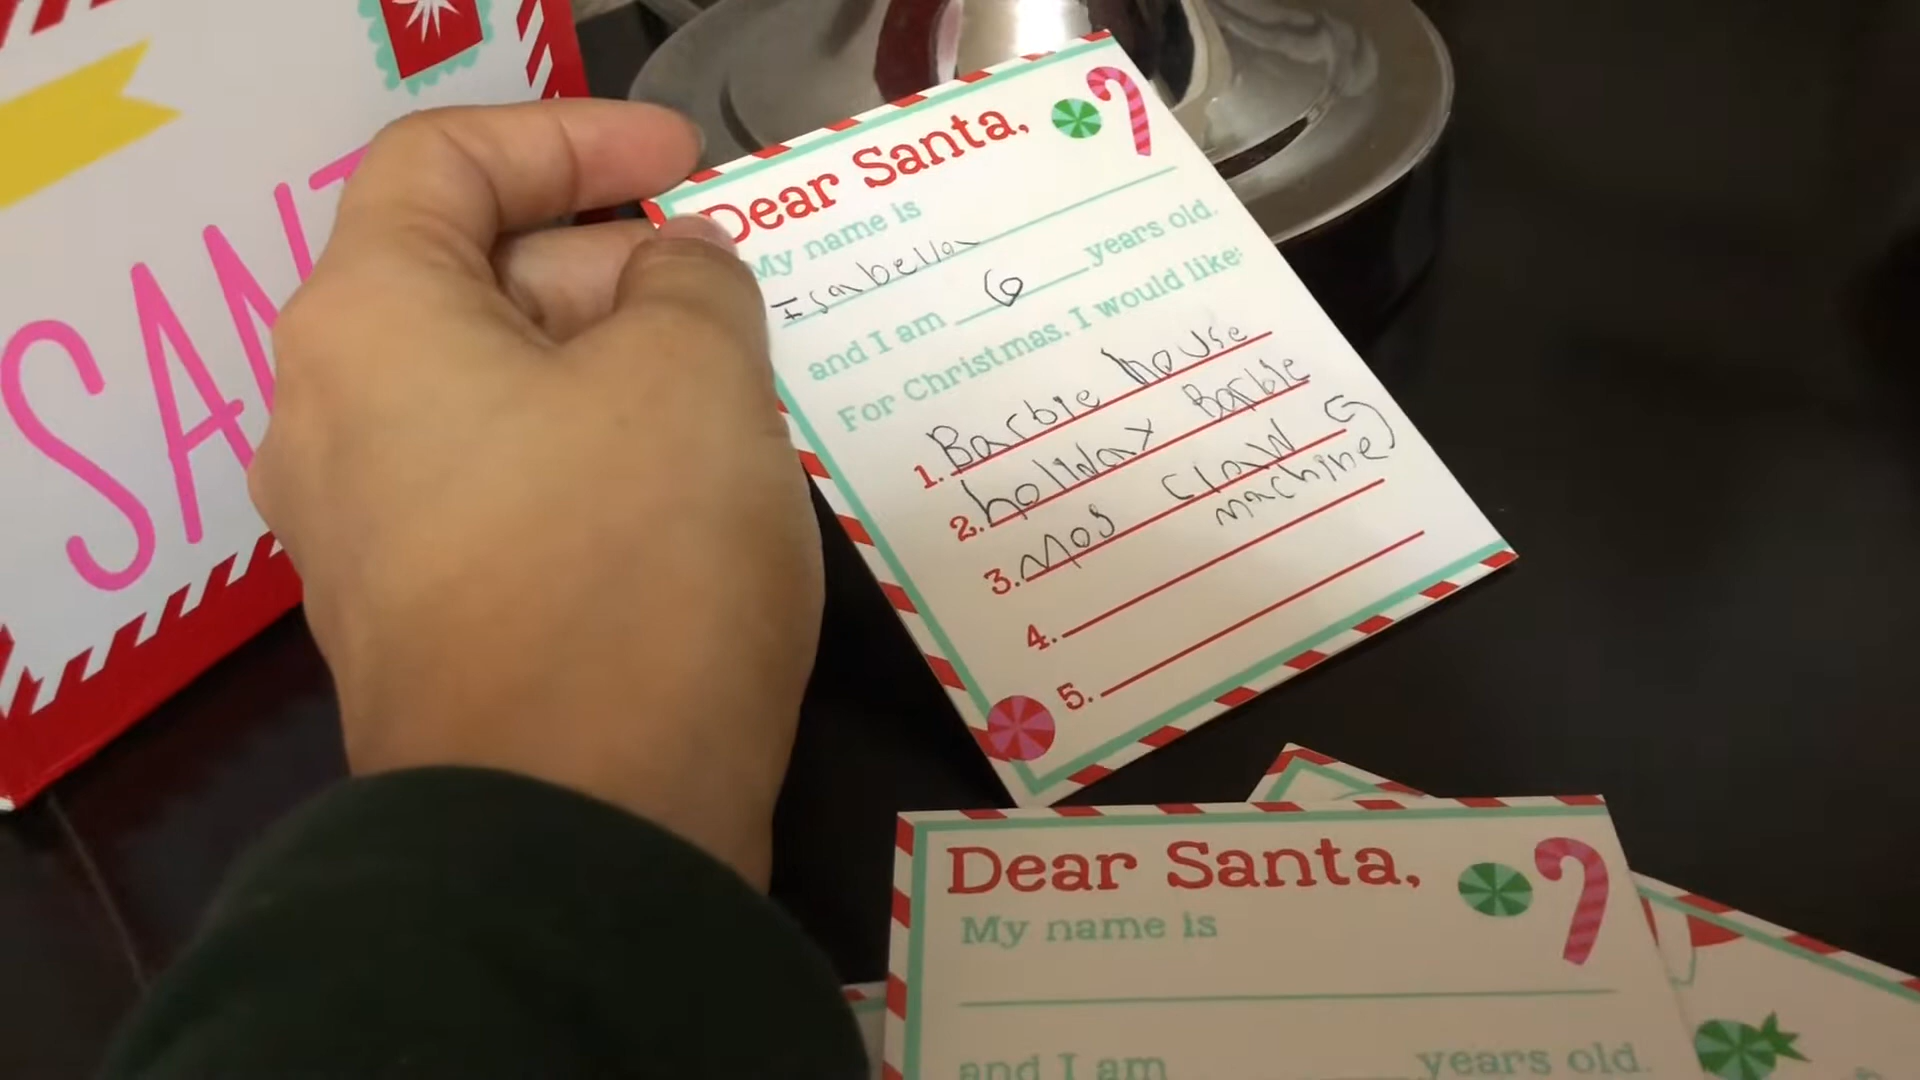 SANT
Dear Santa,
My name is
Isabella
and I am 6 years old.
For Christmas, I would like:
1. Barbie house
2. holiday Barbie
3. Mos claw
machine
4.
5.
Dear Santa,
My name is
and I am years old.